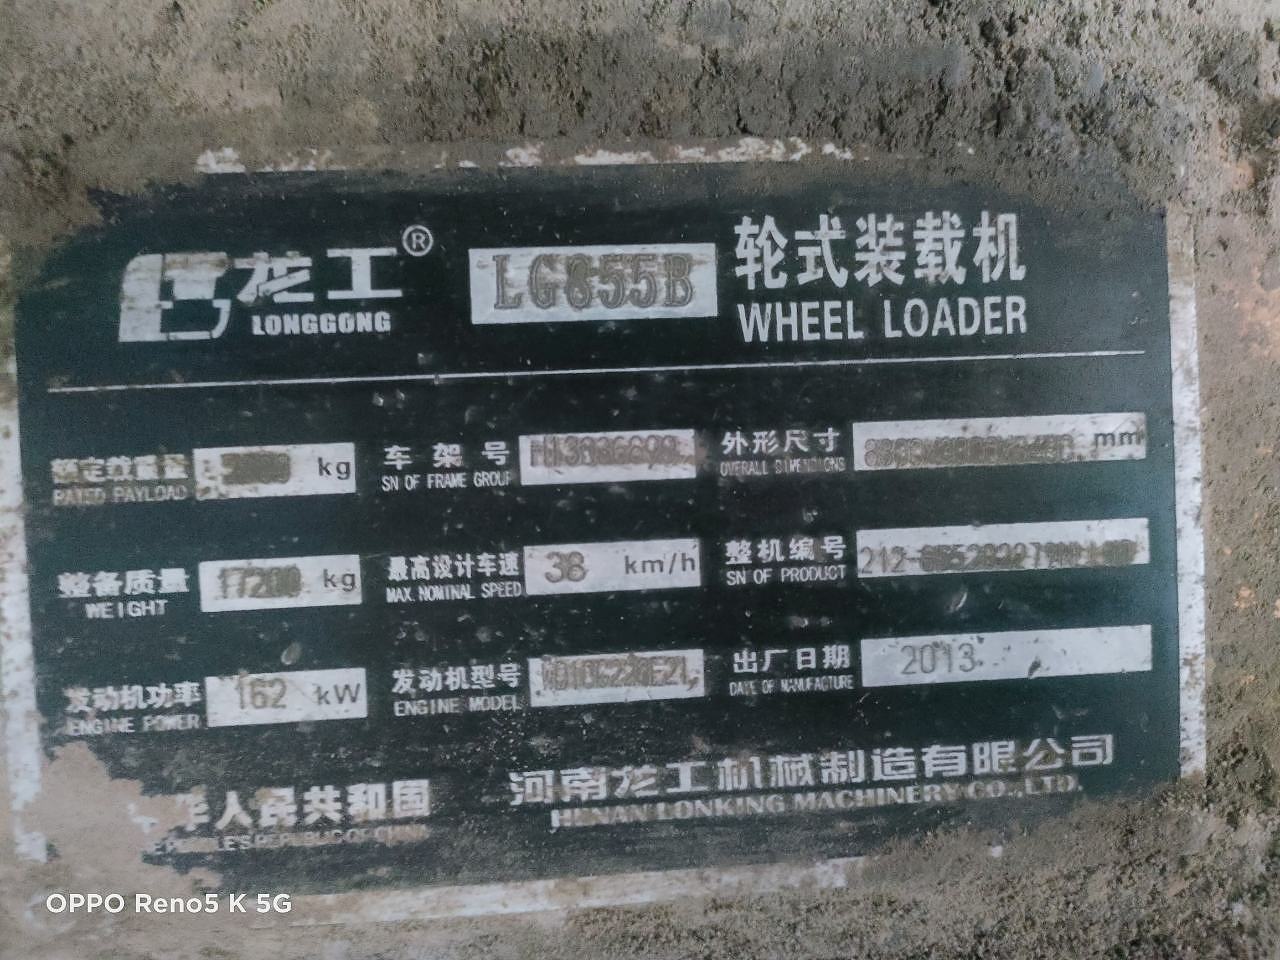 龙工®
LONGGONG
LG855B
轮式装载机
WHEEL LOADER
额定载重量 kg
RATED PAYLOAD
车架号
SN OF FRAME GROUP
外形尺寸 mm
OVERALL DIMENSIONS
整备质量 17200 kg
WEIGHT
最高设计车速 38 km/h
MAX. NOMINAL SPEED
整机编号
SN OF PRODUCT
发动机功率 162 kW
ENGINE POWER
发动机型号
ENGINE MODEL
出厂日期 2013
DATE OF MANUFACTURE
华人民共和国
REPUBLIC OF CHINA
河南龙工机械制造有限公司
HENAN LONKING MACHINERY CO.,LTD.
OPPO Reno5 K 5G